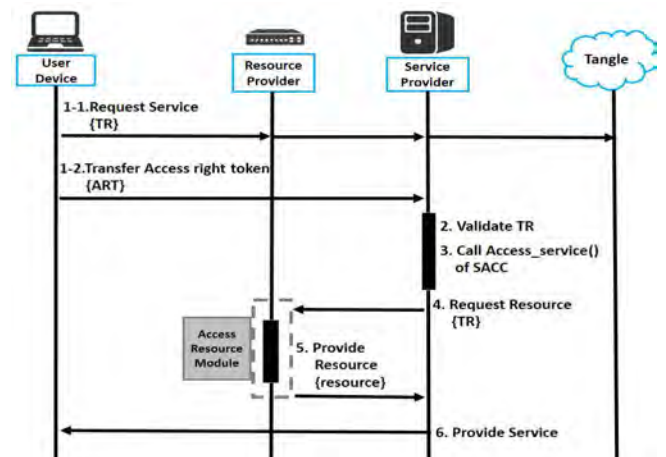 User
Device
Resource
Provider
Service
Provider
Tangle
1-1.Request Service
{TR}
1-2.Transfer Access right token
{ART}
2. Validate TR
3. Call Access_service()
of SACC
4. Request Resource
{TR}
Access
Resource
Module
5. Provide
Resource
{resource}
6. Provide Service